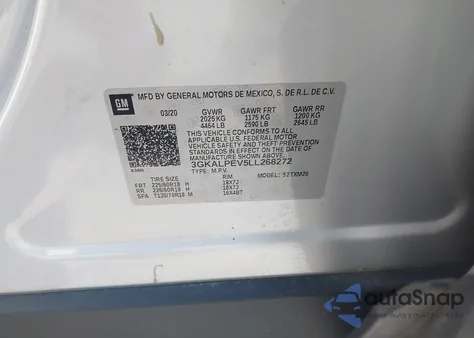 GM
MFD BY GENERAL MOTORS DE MEXICO, S. DE R.L. DE C.V.
03/20 GVWR GAWR FRT GAWR RR
2025 KG 1175 KG 1200 KG
4464 LB 2590 LB 2645 LB
THIS VEHICLE CONFORMS TO ALL
APPLICABLE U.S. FEDERAL MOTOR
VEHICLE SAFETY AND THEFT
PREVENTION STANDARDS IN EFFECT
ON THE DATE OF MANUFACTURE
SHOWN ABOVE.
3GKALPEV5LL268272
TYPE: M.P.V. MODEL: S2TXM26
TIRE SIZE RIM
FRT 225/60R18 H 18X7J
RR 225/60R18 H 18X7J
SPA T135/70R16 M 16X4BT
autoSnap